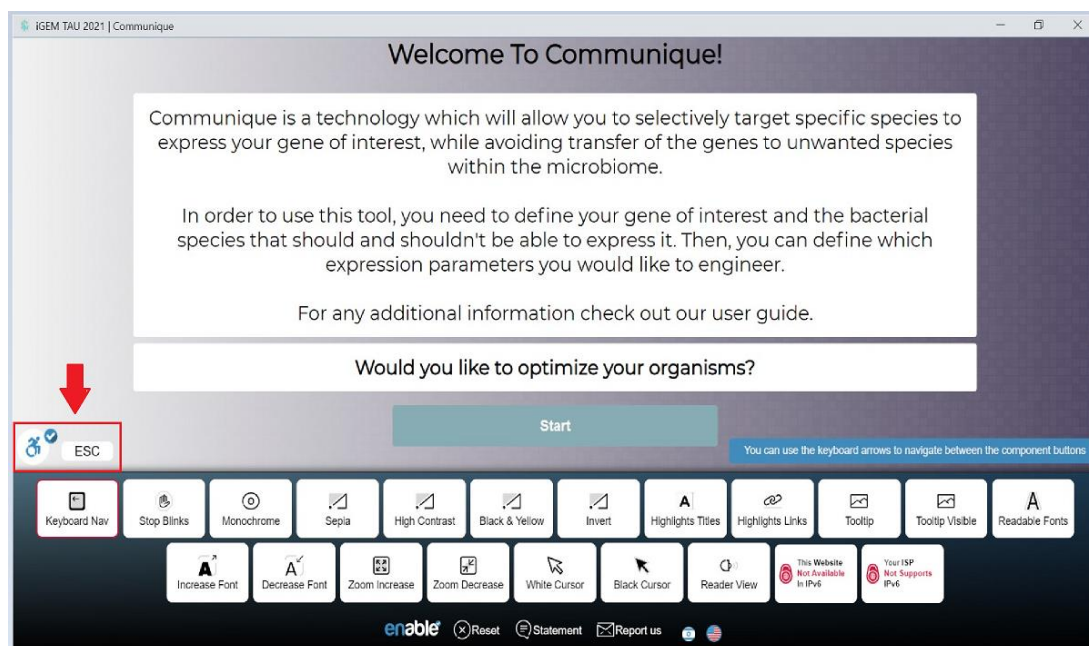 iGEM TAU 2021 | Communique
Welcome To Communique!
Communique is a technology which will allow you to selectively target specific species to
express your gene of interest, while avoiding transfer of the genes to unwanted species
within the microbiome.
In order to use this tool, you need to define your gene of interest and the bacterial
species that should and shouldn't be able to express it. Then, you can define which
expression parameters you would like to engineer.
For any additional information check out our user guide.
Would you like to optimize your organisms?
Start
ESC
You can use the keyboard arrows to navigate between the component buttons
Keyboard Nav
Stop Blinks
Monochrome
Sepia
High Contrast
Black & Yellow
Invert
Highlights Titles
Highlights Links
Tooltip
Tooltip Visible
Readable Fonts
Increase Font
Decrease Font
Zoom Increase
Zoom Decrease
White Cursor
Black Cursor
Reader View
This Website
Not Available
In IPv6
Your ISP
Not Supports
IPv6
enable
Reset
Statement
Report us